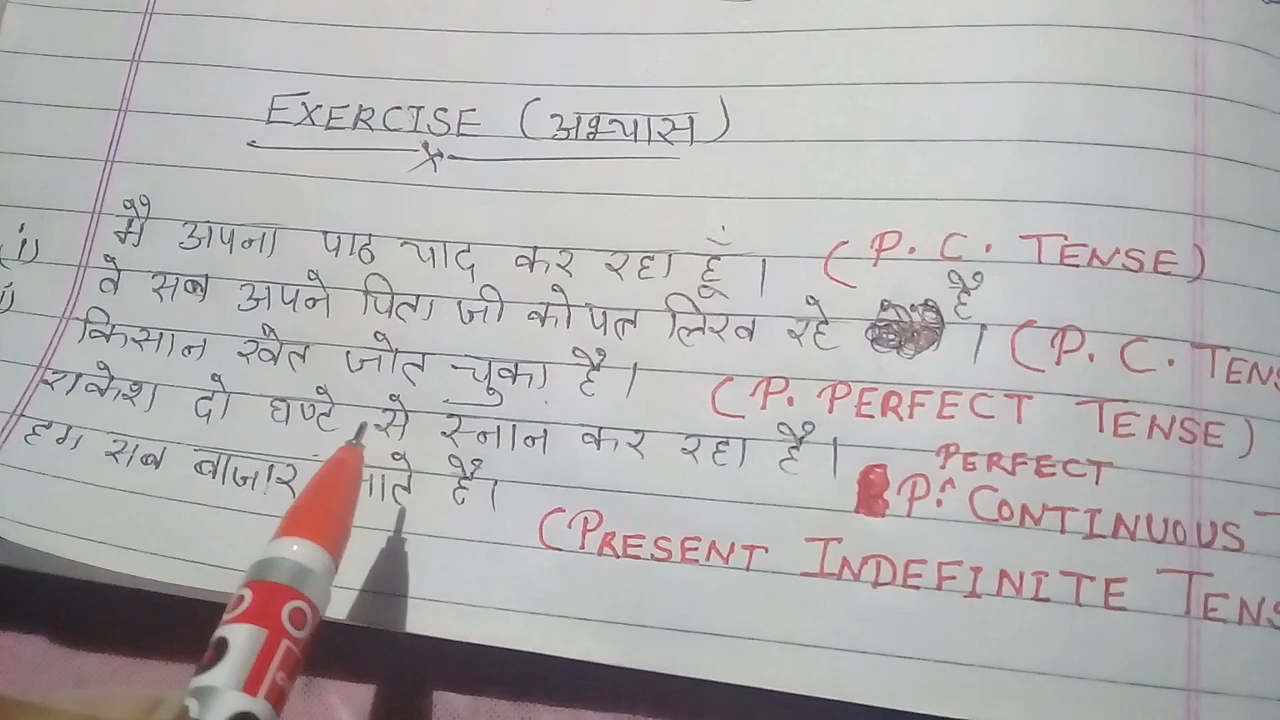 EXERCISE (अभ्यास)
(i) मैं अपना पाठ याद कर रहा हूँ। (P. C. TENSE)
वे सब अपने पिता जी को पत लिख रहे हैं। (P. C. TENS
किसान खेत जोत चुका है। (P. PERFECT TENSE)
राकेश दो घण्टे से स्नान कर रहा है। P. PERFECT CONTINUOUS T
हम सब बाजार जाते हैं। (PRESENT INDEFINITE TENS